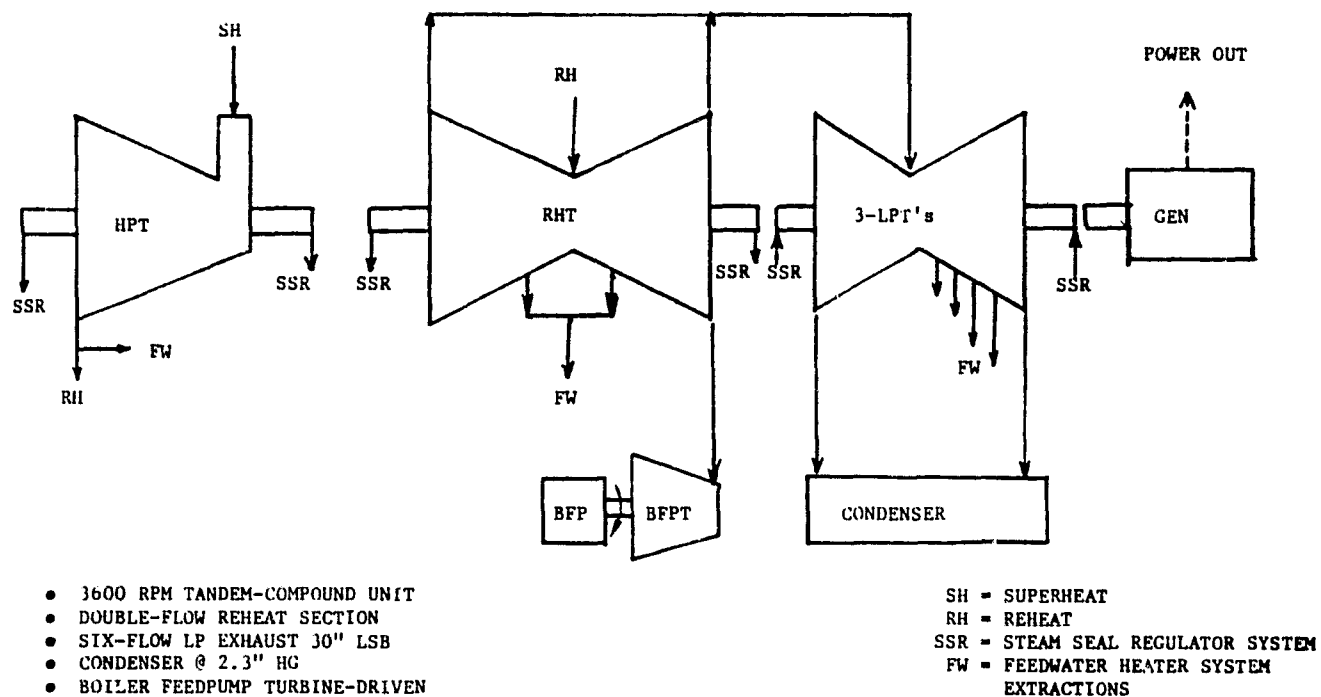 SH
POWER OUT
RH
HPT
RHT
3-LPT's
GEN
SSR
SSR
SSR
SSR
SSR
SSR
FW
RH
FW
FW
BFP
BFPT
CONDENSER
• 3600 RPM TANDEM-COMPOUND UNIT
• DOUBLE-FLOW REHEAT SECTION
• SIX-FLOW LP EXHAUST 30" LSB
• CONDENSER @ 2.3" HG
• BOILER FEEDPUMP TURBINE-DRIVEN
SH = SUPERHEAT
RH = REHEAT
SSR = STEAM SEAL REGULATOR SYSTEM
FW = FEEDWATER HEATER SYSTEM
EXTRACTIONS